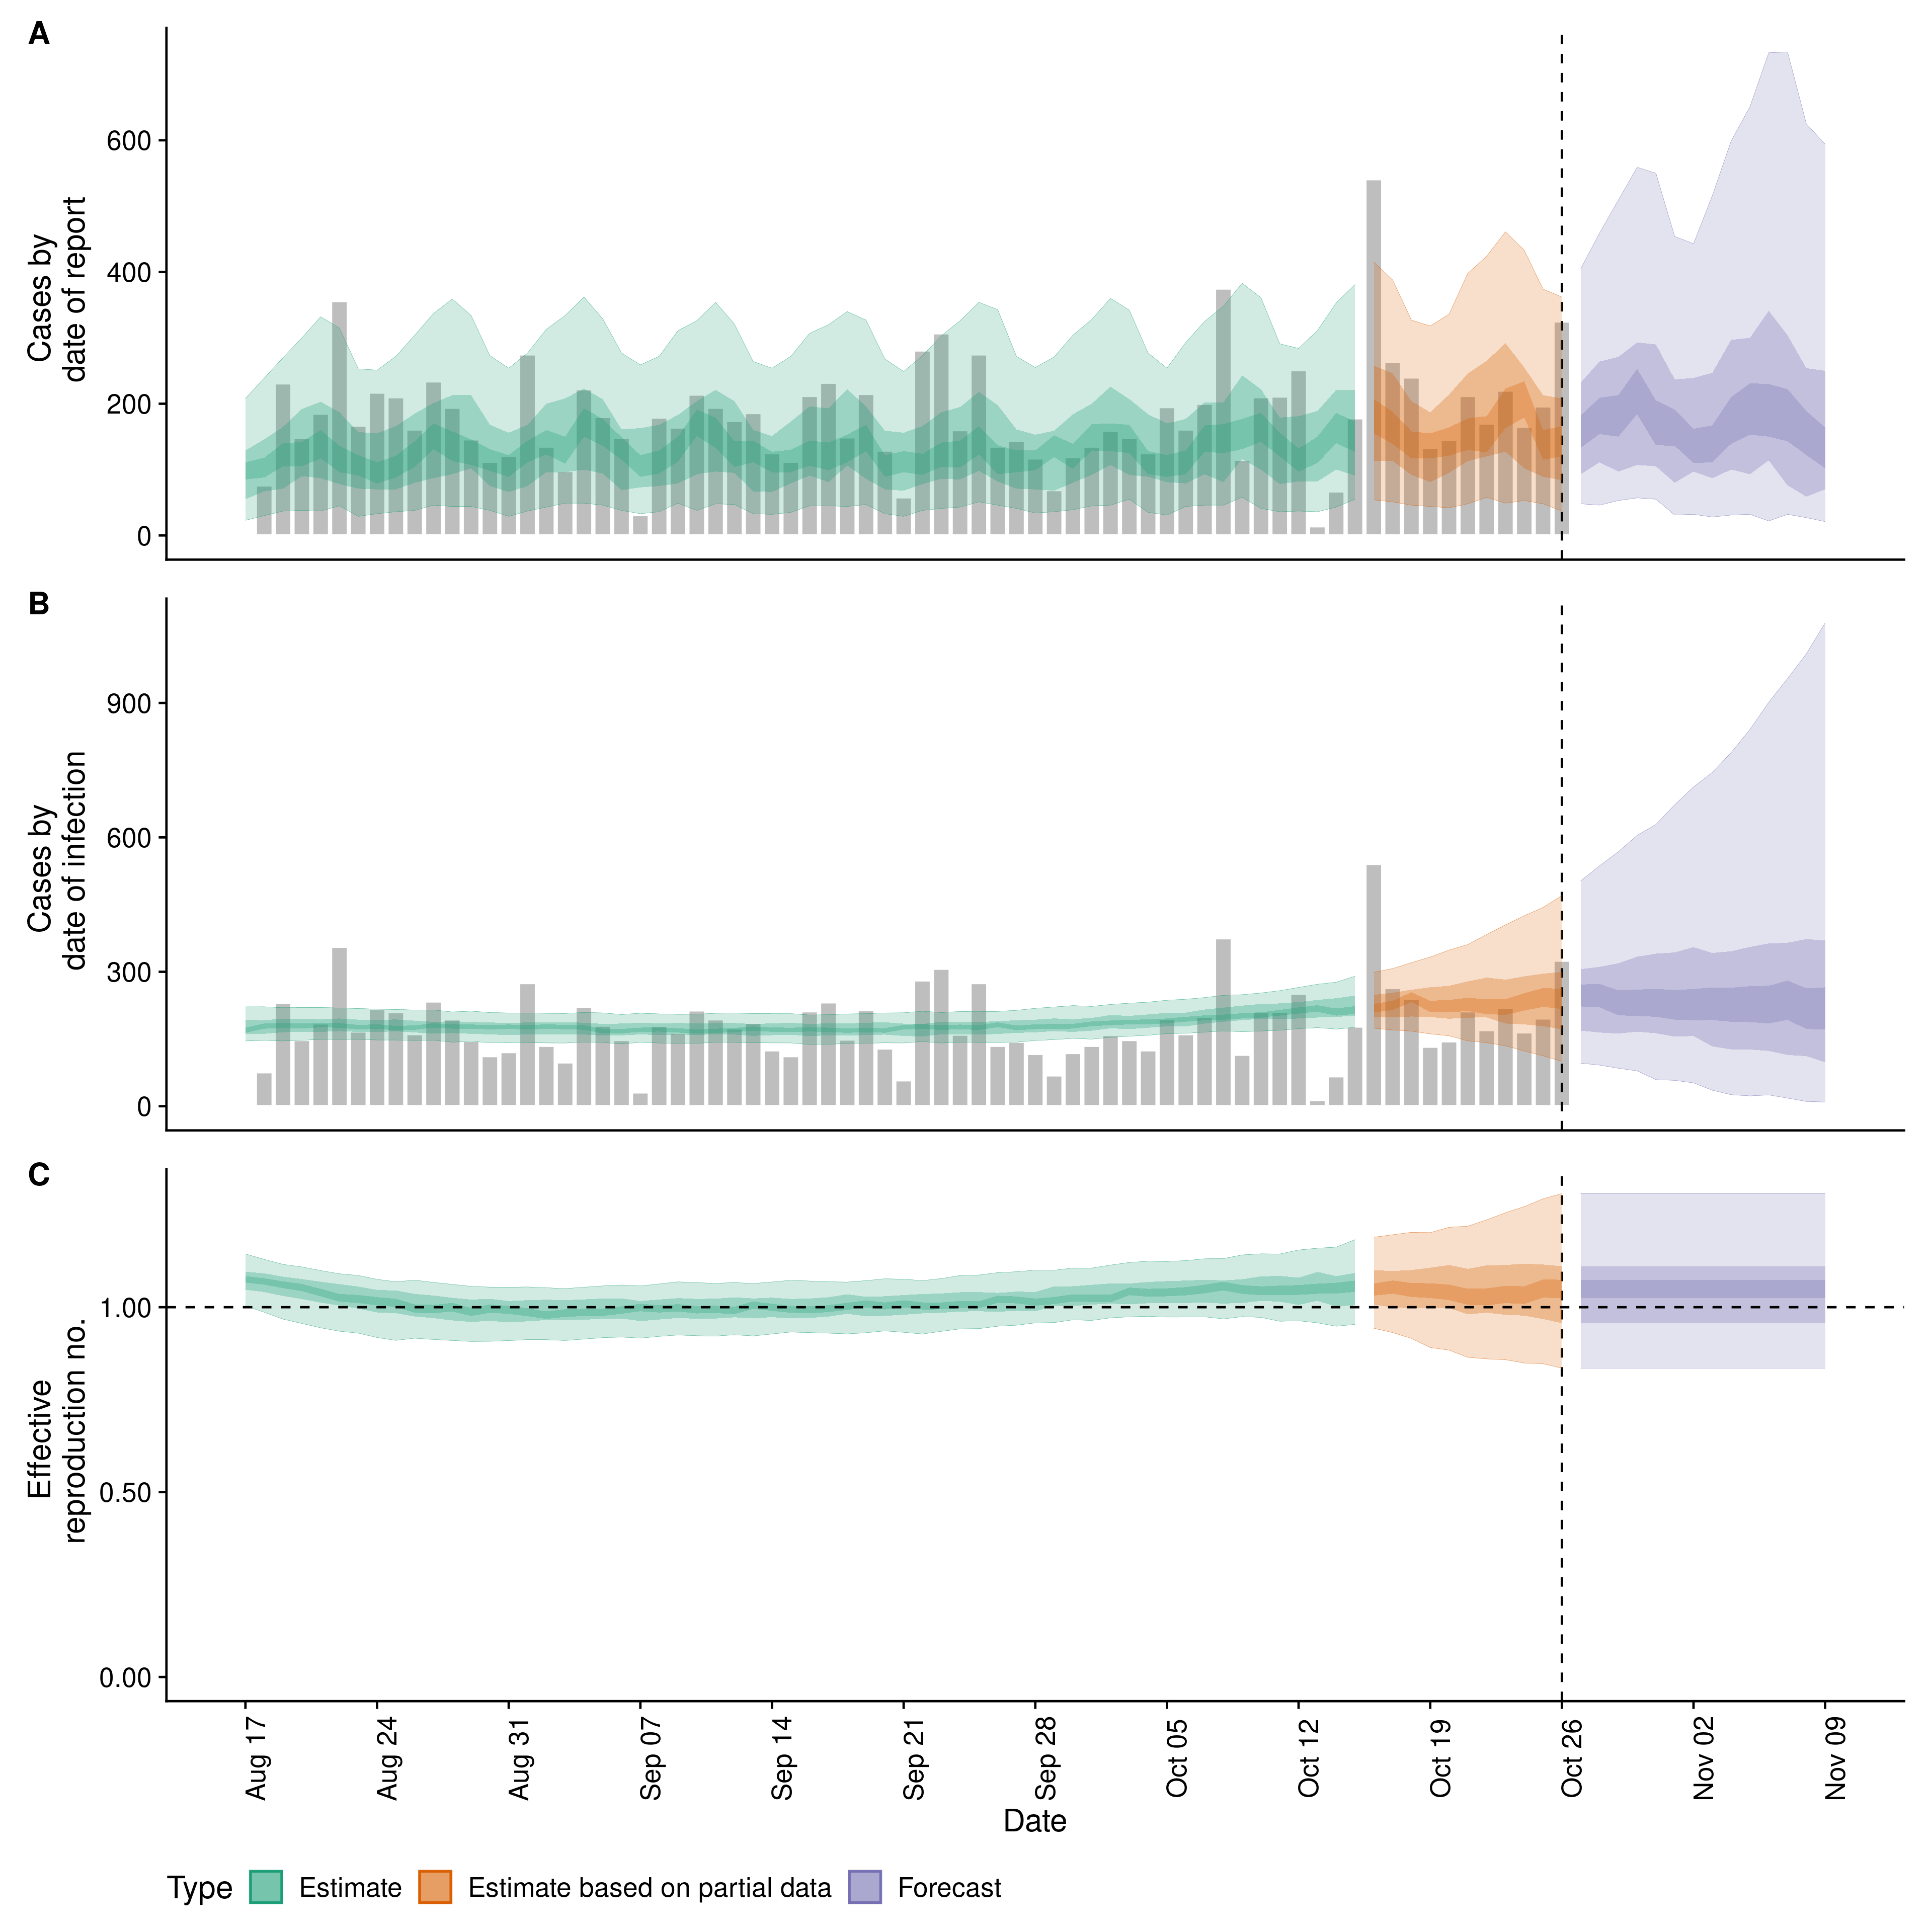 A
Cases by
date of report
600
400
200
0
B
Cases by
date of infection
900
600
300
0
C
Effective
reproduction no.
1.00
0.50
0.00
Aug 17
Aug 24
Aug 31
Sep 07
Sep 14
Sep 21
Sep 28
Oct 05
Oct 12
Oct 19
Oct 26
Nov 02
Nov 09
Date
Type Estimate Estimate based on partial data Forecast